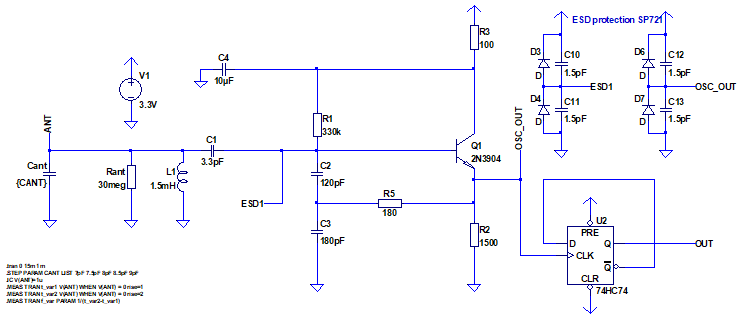 ESD protection SP721
R3
100
V1
3.3V
C4
10µF
D3
D
C10
1.5pF
ESD1
D4
D
C11
1.5pF
D6
D
C12
1.5pF
OSC_OUT
D7
D
C13
1.5pF
ANT
R1
330k
C1
3.3pF
Q1
2N3904
OSC_OUT
Cant
{CANT}
Rant
30meg
L1
1.5mH
C2
120pF
ESD1
R5
180
C3
180pF
R2
1500
U2
PRE
D
Q
OUT
CLK
Q
CLR
74HC74
.tran 0 15m 1m
.STEP PARAM CANT LIST 7pF 7.5pF 8pF 8.5pF 9pF
.IC V(ANT)=1u
.MEAS TRAN t_var1 V(ANT) WHEN V(ANT) = 0 rise=1
.MEAS TRAN t_var2 V(ANT) WHEN V(ANT) = 0 rise=2
.MEAS TRAN f_var PARAM 1/(t_var2-t_var1)